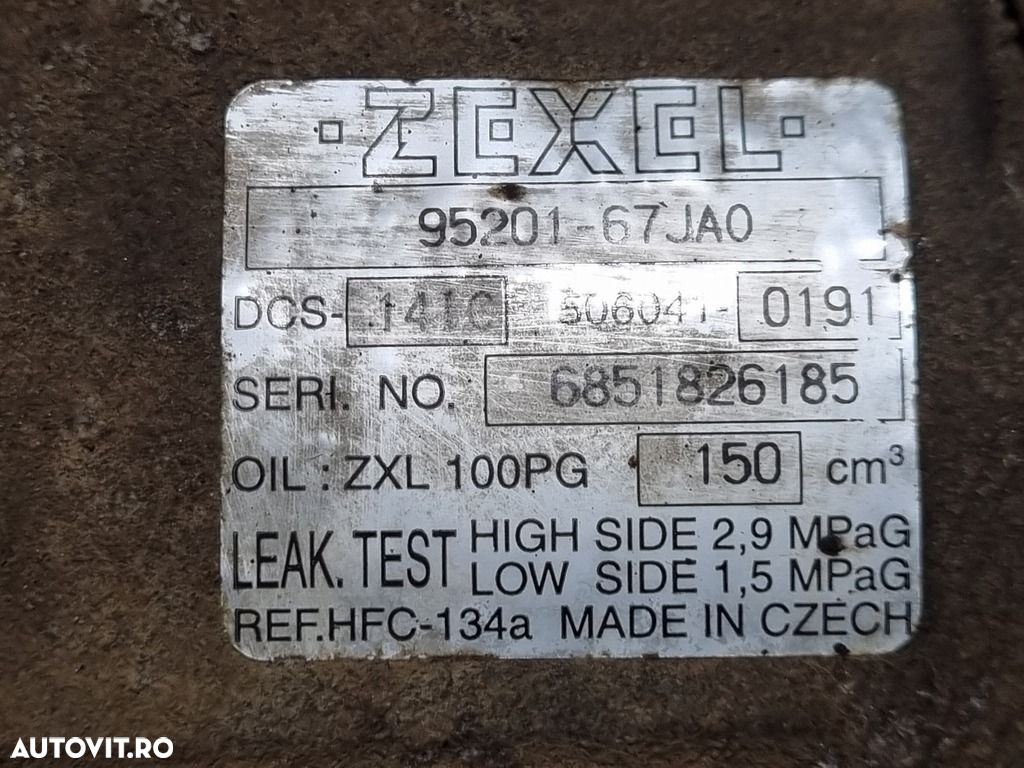 ZEXEL
95201-67JA0
DCS-141C 506041-0191
SERI. NO. 6851826185
OIL : ZXL 100PG 150 cm³
LEAK. TEST HIGH SIDE 2,9 MPaG
LOW SIDE 1,5 MPaG
REF.HFC-134a MADE IN CZECH
AUTOVIT.RO